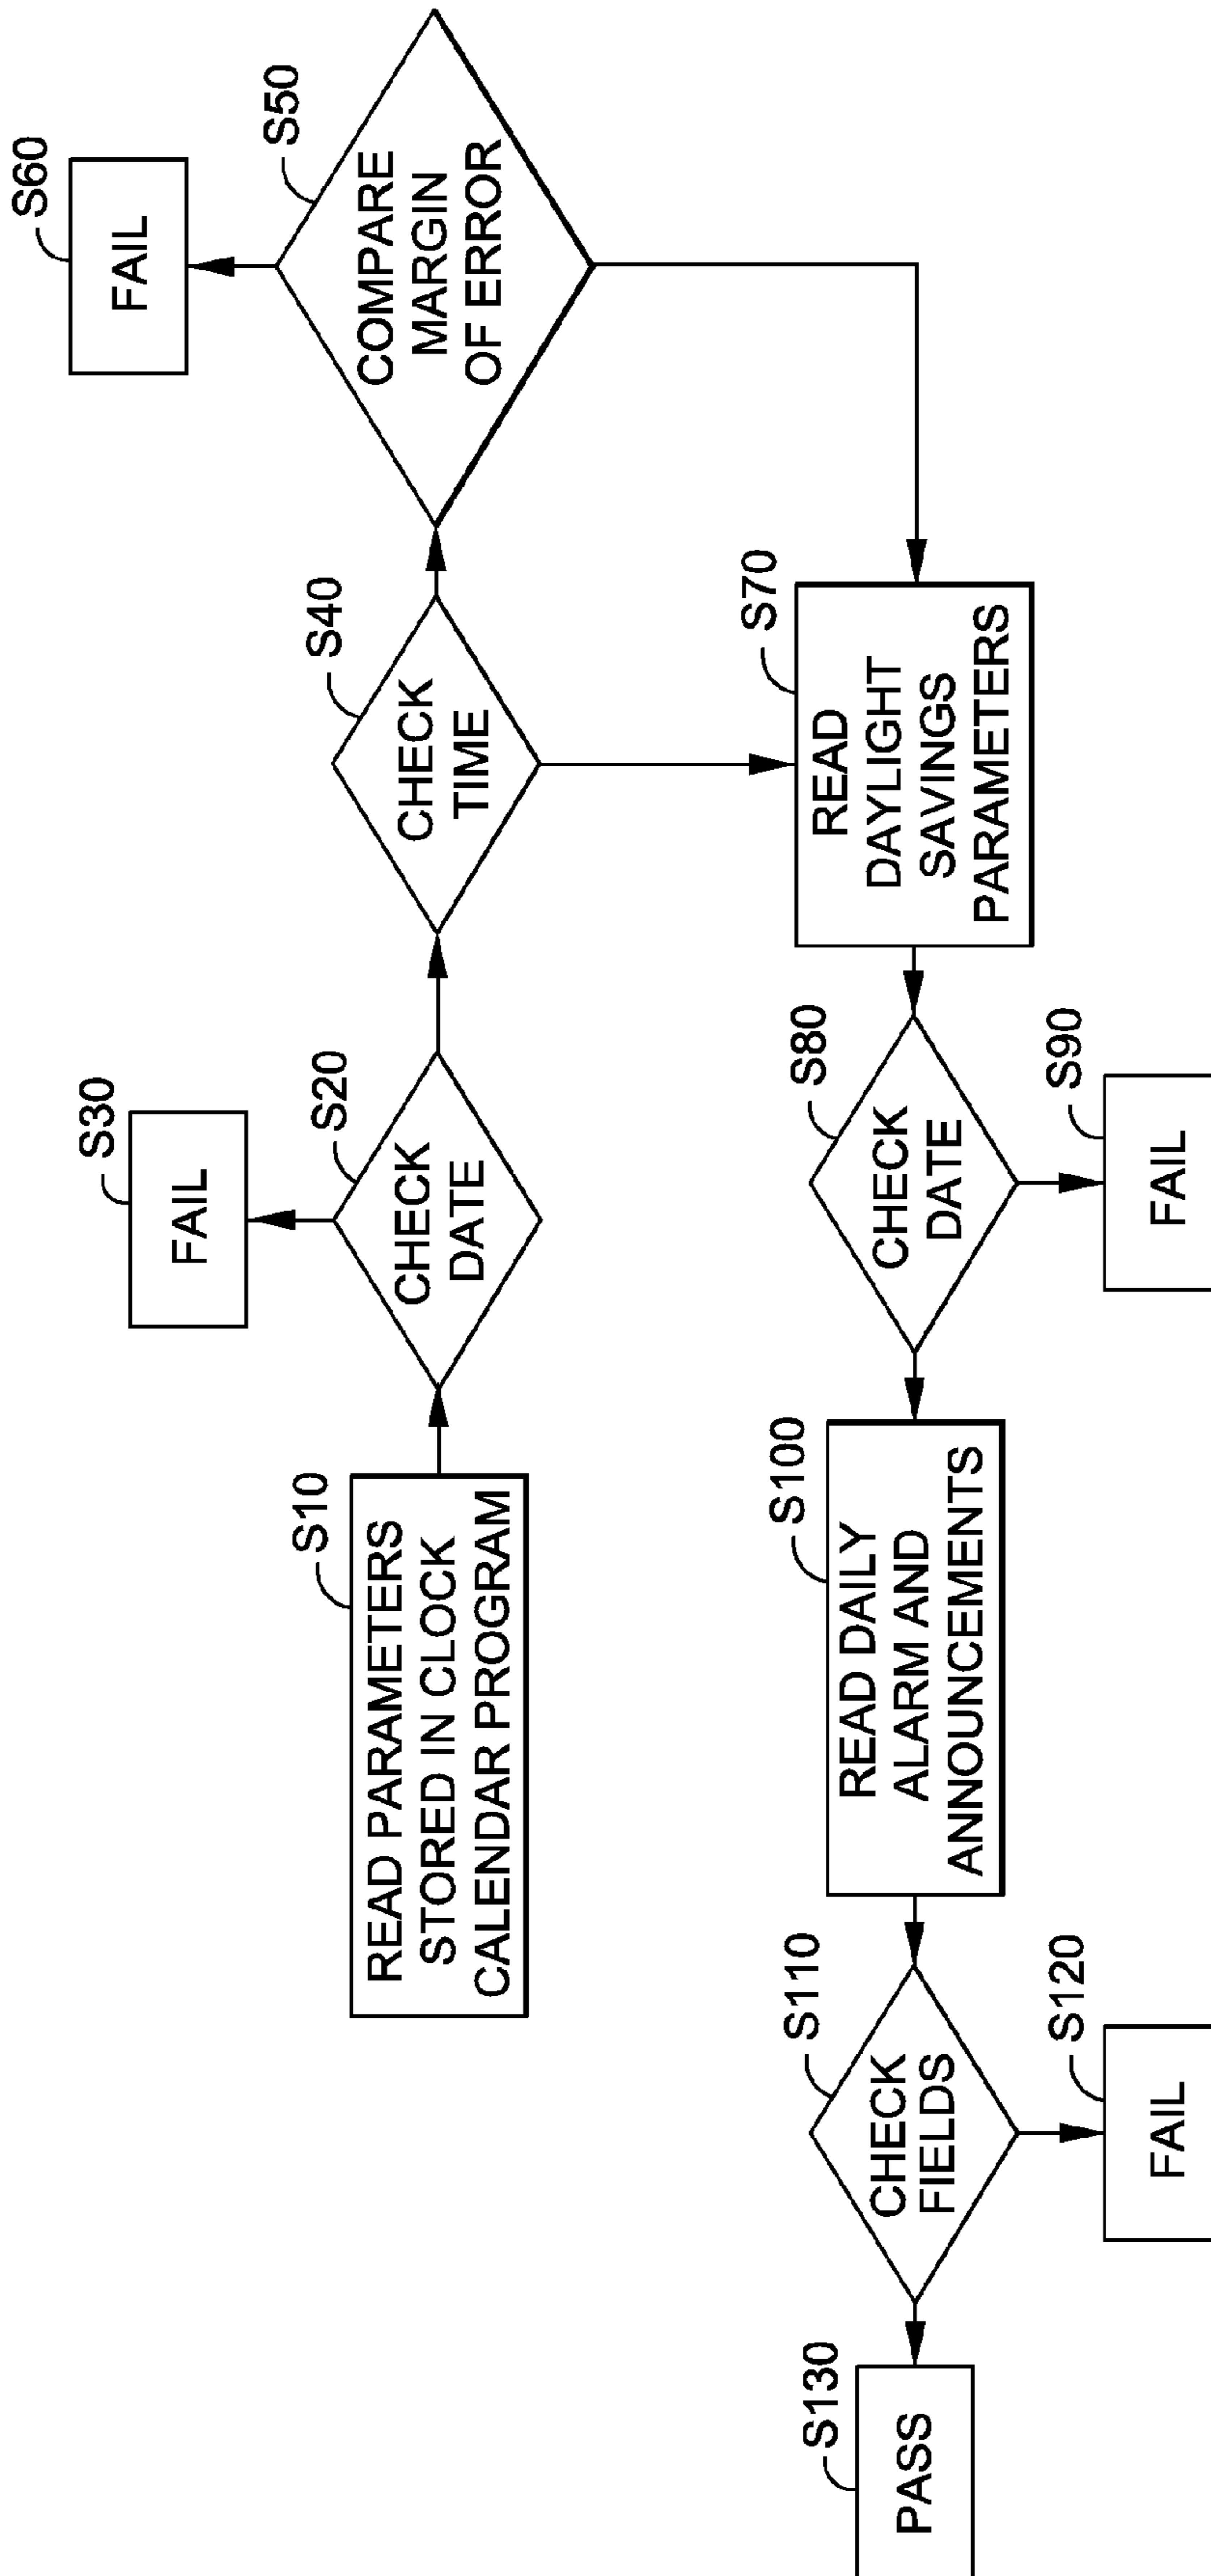 S10
READ PARAMETERS
STORED IN CLOCK
CALENDAR PROGRAM
S20
CHECK
DATE
S30
FAIL
S40
CHECK
TIME
S50
COMPARE
MARGIN
OF ERROR
S60
FAIL
S70
READ
DAYLIGHT
SAVINGS
PARAMETERS
S80
CHECK
DATE
S90
FAIL
S100
READ DAILY
ALARM AND
ANNOUNCEMENTS
S110
CHECK
FIELDS
S120
FAIL
S130
PASS